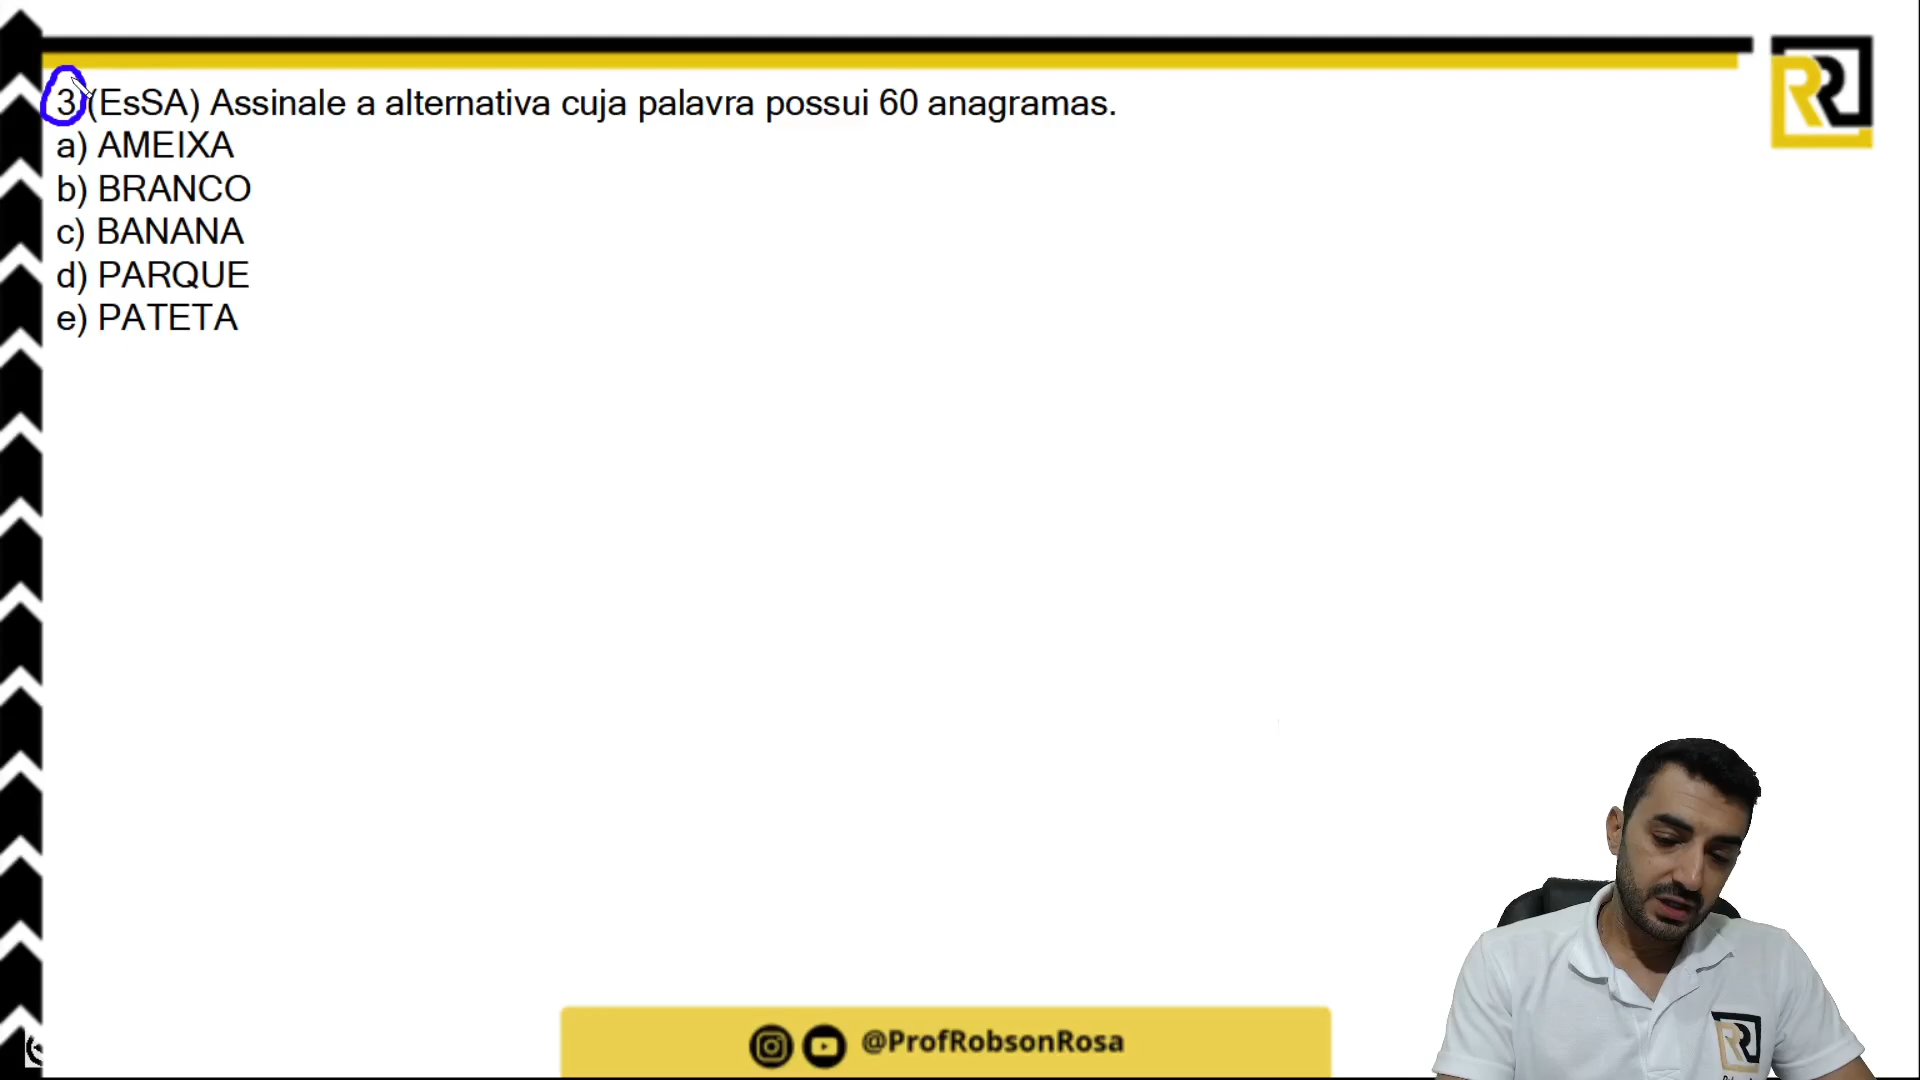 3 (EsSA) Assinale a alternativa cuja palavra possui 60 anagramas.
a) AMEIXA
b) BRANCO
c) BANANA
d) PARQUE
e) PATETA
@ProfRobsonRosa